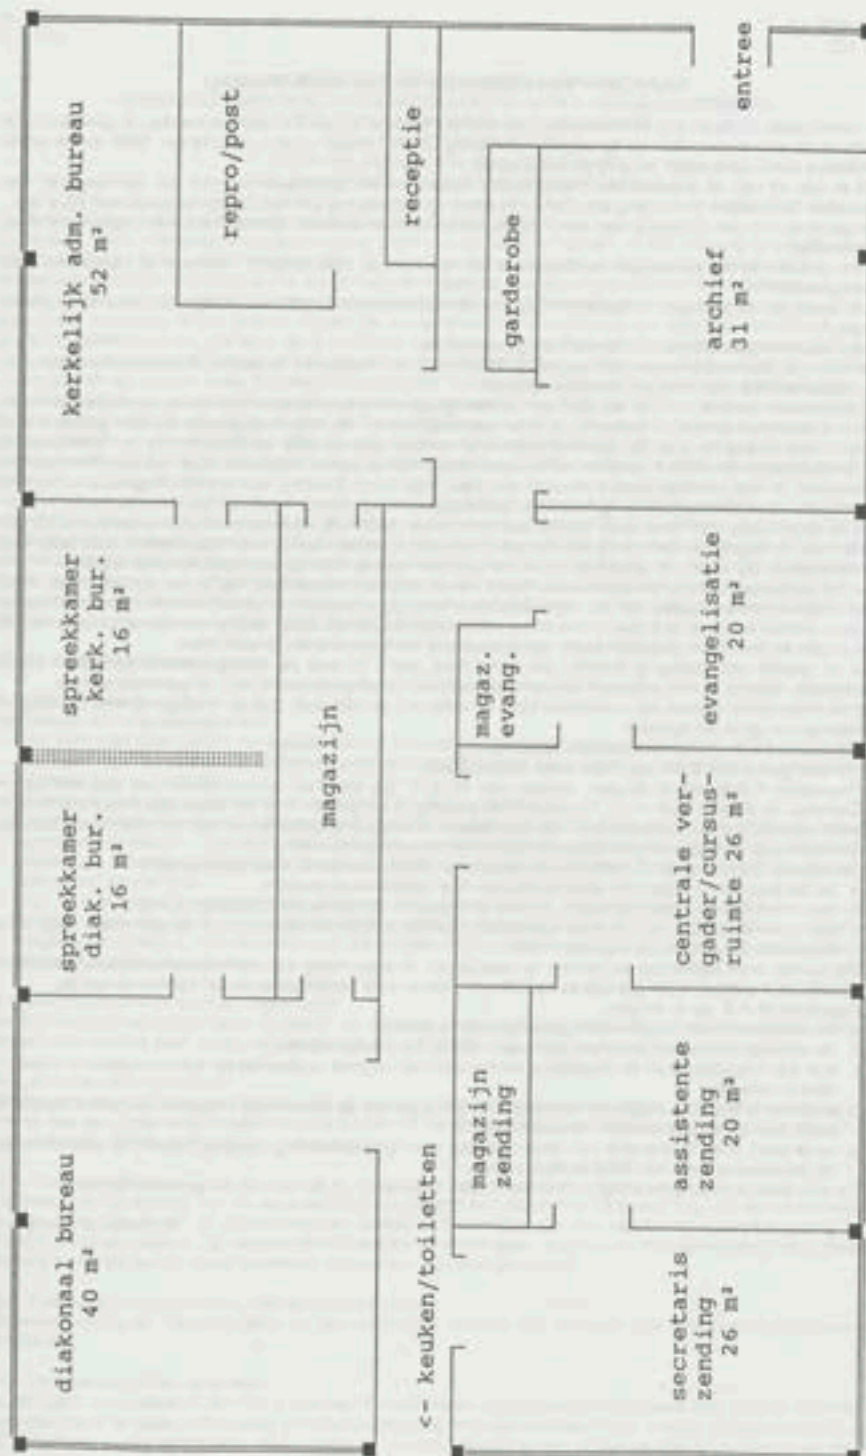 diakonaal bureau
40 m²
spreekkamer
diak. bur.
16 m²
spreekkamer
kerk. bur.
16 m²
kerkelijk adm. bureau
52 m²
repro/post
magazijn
receptie
<- keuken/toiletten
garderobe
magazijn
zending
magaz.
evang.
secretaris
zending
26 m²
assistente
zending
20 m²
centrale ver-
gader/cursus-
ruimte 26 m²
evangelisatie
20 m²
archief
31 m²
entree